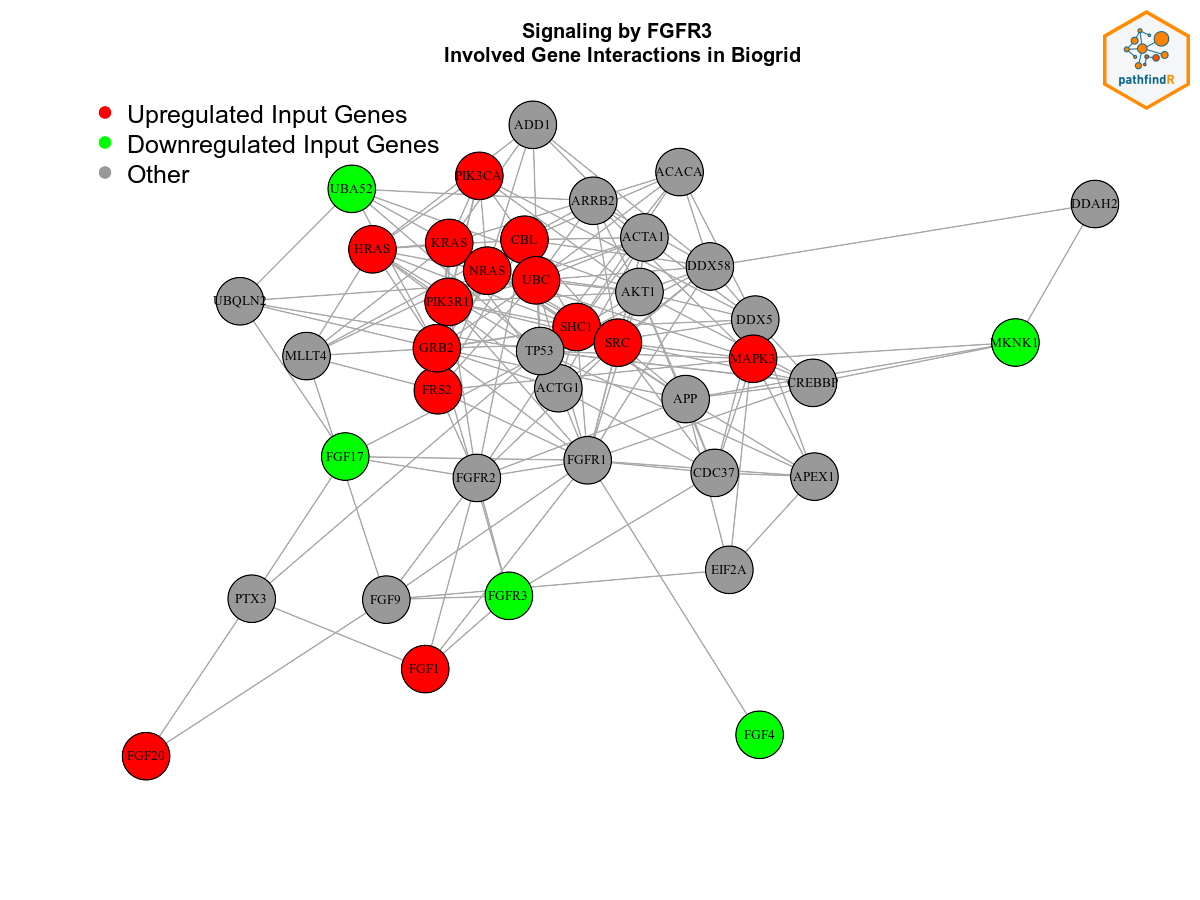 Signaling by FGFR3
Involved Gene Interactions in Biogrid
pathfindR
Upregulated Input Genes
Downregulated Input Genes
Other
ADD1
UBA52
PIK3CA
ACACA
ARRB2
DDAH2
HRAS
KRAS
CBL
ACTA1
NRAS
UBC
DDX58
UBQLN2
PIK3R1
AKT1
DDX5
SHC1
MLLT4
GRB2
TP53
SRC
MAPK3
MKNK1
FRS2
ACTG1
APP
CREBBP
FGF17
FGFR2
FGFR1
CDC37
APEX1
PTX3
FGF9
FGFR3
EIF2A
FGF1
FGF20
FGF4